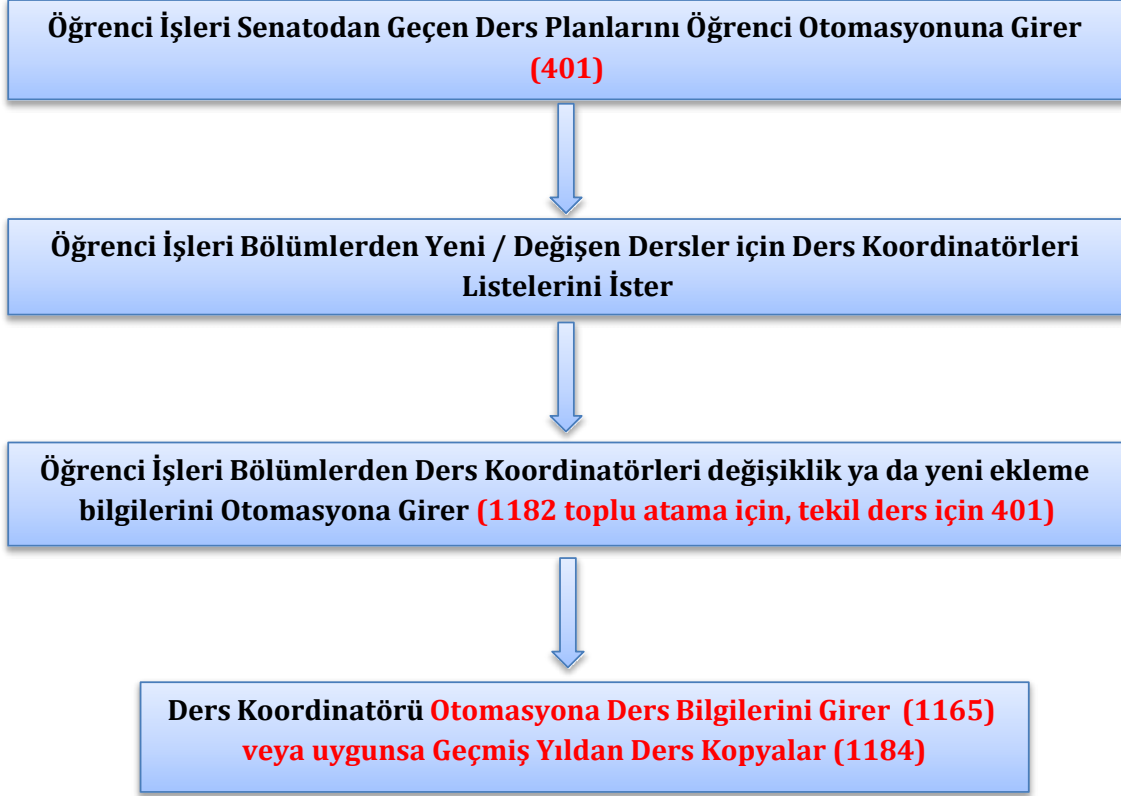 Öğrenci İşleri Senatodan Geçen Ders Planlarını Öğrenci Otomasyonuna Girer
(401)
Öğrenci İşleri Bölümlerden Yeni / Değişen Dersler için Ders Koordinatörleri
Listelerini İster
Öğrenci İşleri Bölümlerden Ders Koordinatörleri değişiklik ya da yeni ekleme
bilgilerini Otomasyona Girer (1182 toplu atama için, tekil ders için 401)
Ders Koordinatörü Otomasyona Ders Bilgilerini Girer (1165)
veya uygunsa Geçmiş Yıldan Ders Kopyalar (1184)